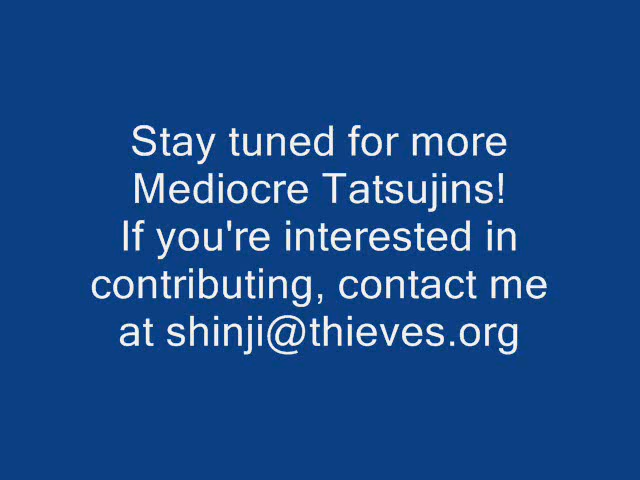 Stay tuned for more
Mediocre Tatsujins!
If you're interested in
contributing, contact me
at shinji@thieves.org